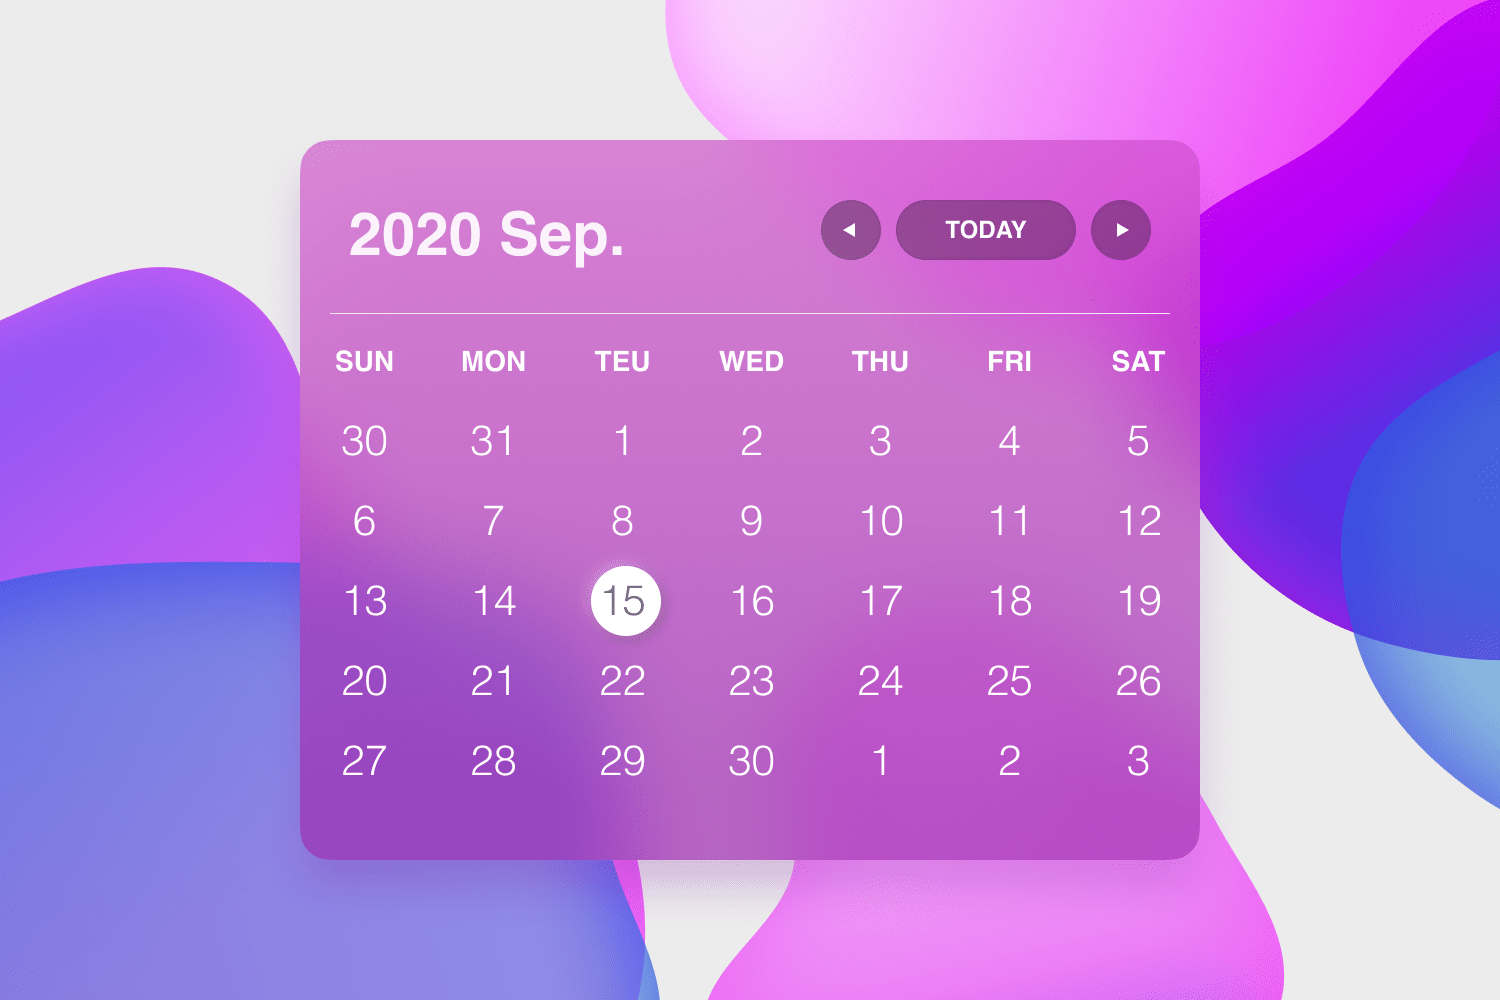 2020 Sep.
◀ TODAY ▶
SUN MON TEU WED THU FRI SAT
30 31 1 2 3 4 5
6 7 8 9 10 11 12
13 14 15 16 17 18 19
20 21 22 23 24 25 26
27 28 29 30 1 2 3